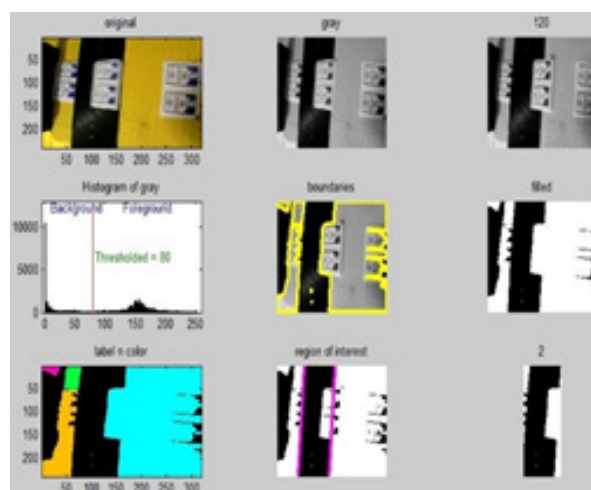 original
gray
120
50
100
150
200
50 100 150 200 250 300
Histogram of gray
boundaries
filled
Background Foreground
10000
Thresholded = 80
5000
0
0 50 100 150 200 250
label n color
region of interest
2
50
100
150
200
50 100 150 200 250 300